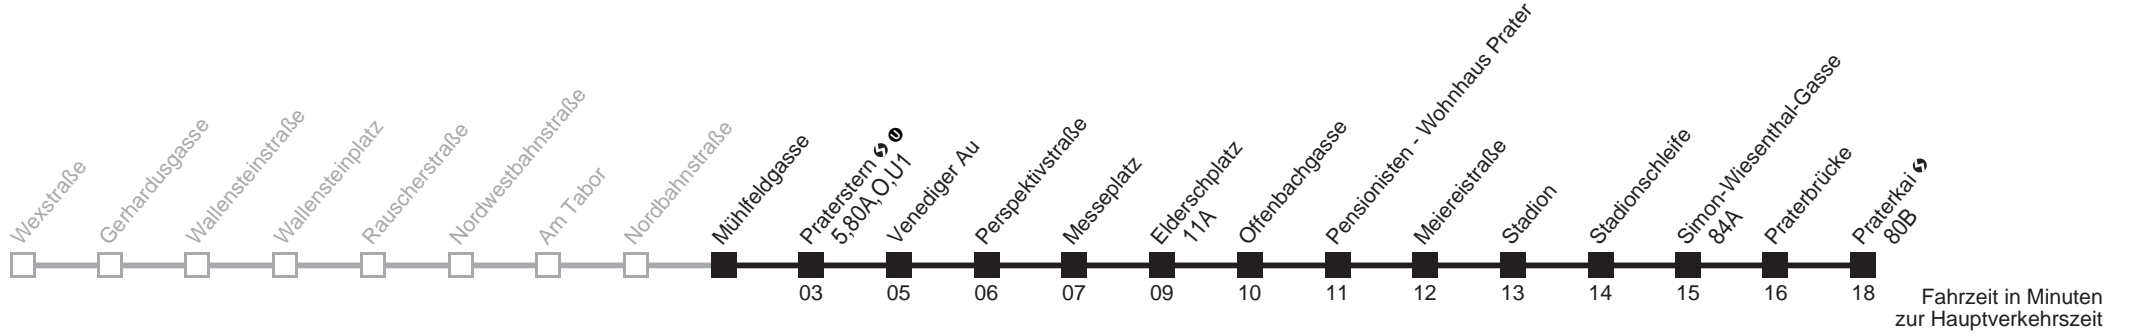 Wexstraße
Gerhardusgasse
Wallensteinstraße
Wallensteinplatz
Rauscherstraße
Nordwestbahnstraße
Am Tabor
Nordbahnstraße
Mühlfeldgasse
Praterstern S U
5,80A,O,U1
Venediger Au
Perspektivstraße
Messeplatz
Elderschplatz
11A
Offenbachgasse
Pensionisten - Wohnhaus Prater
Meiereistraße
Stadion
Stadionschleife
Simon-Wiesenthal-Gasse
84A
Praterbrücke
Praterkai S
80B
03 05 06 07 09 10 11 12 13 14 15 16 18
Fahrzeit in Minuten
zur Hauptverkehrszeit